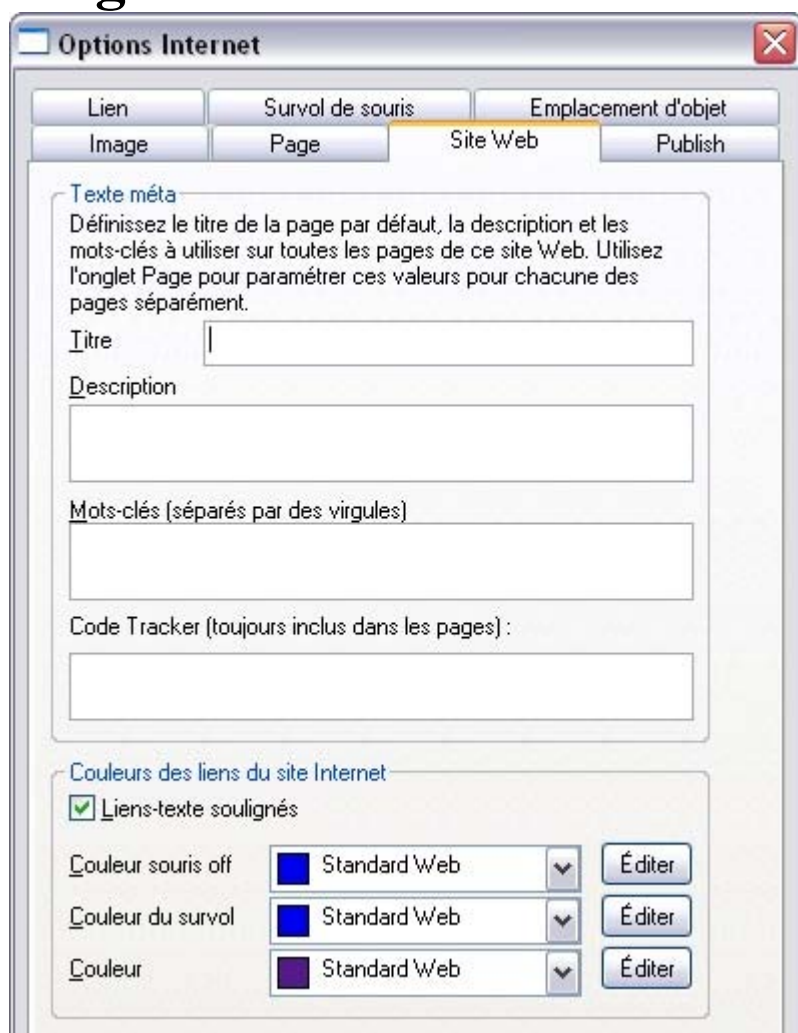 Options Internet
Lien Survol de souris Emplacement d'objet
Image Page Site Web Publish
Texte méta
Définissez le titre de la page par défaut, la description et les
mots-clés à utiliser sur toutes les pages de ce site Web. Utilisez
l'onglet Page pour paramétrer ces valeurs pour chacune des
pages séparément.
Titre
Description
Mots-clés (séparés par des virgules)
Code Tracker (toujours inclus dans les pages) :
Couleurs des liens du site Internet
Liens-texte soulignés
Couleur souris off Standard Web Éditer
Couleur du survol Standard Web Éditer
Couleur Standard Web Éditer